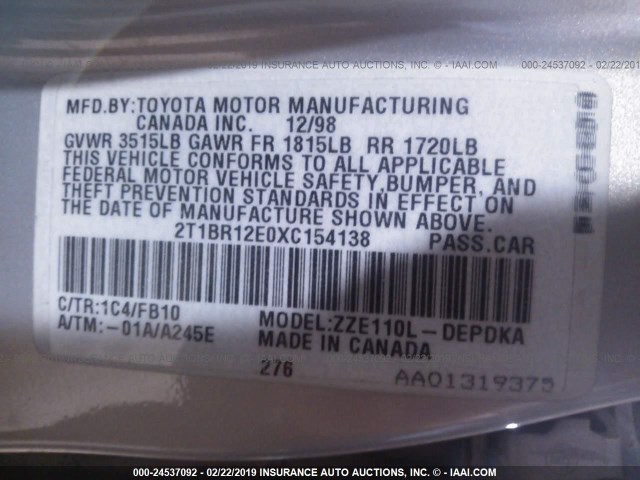 000-24537092 - 02/22/2019 INSURANCE AUTO AUCTIONS, INC. - © IAAI.COM
000-24537092 - 02/22/2019
MFD.BY:TOYOTA MOTOR MANUFACTURING
CANADA INC. 12/98
GVWR 3515LB GAWR FR 1815LB RR 1720LB
THIS VEHICLE CONFORMS TO ALL APPLICABLE
FEDERAL MOTOR VEHICLE SAFETY,BUMPER, AND
THEFT PREVENTION STANDARDS IN EFFECT ON
THE DATE OF MANUFACTURE SHOWN ABOVE.
2T1BR12E0XC154138 PASS.CAR
C/TR:1C4/FB10
A/TM:-01A/A245E
MODEL:ZZE110L-DEPDKA
MADE IN CANADA
276
AA01319375
000-24537092 - 02/22/2019 INSURANCE AUTO AUCTIONS, INC. - © IAAI.COM